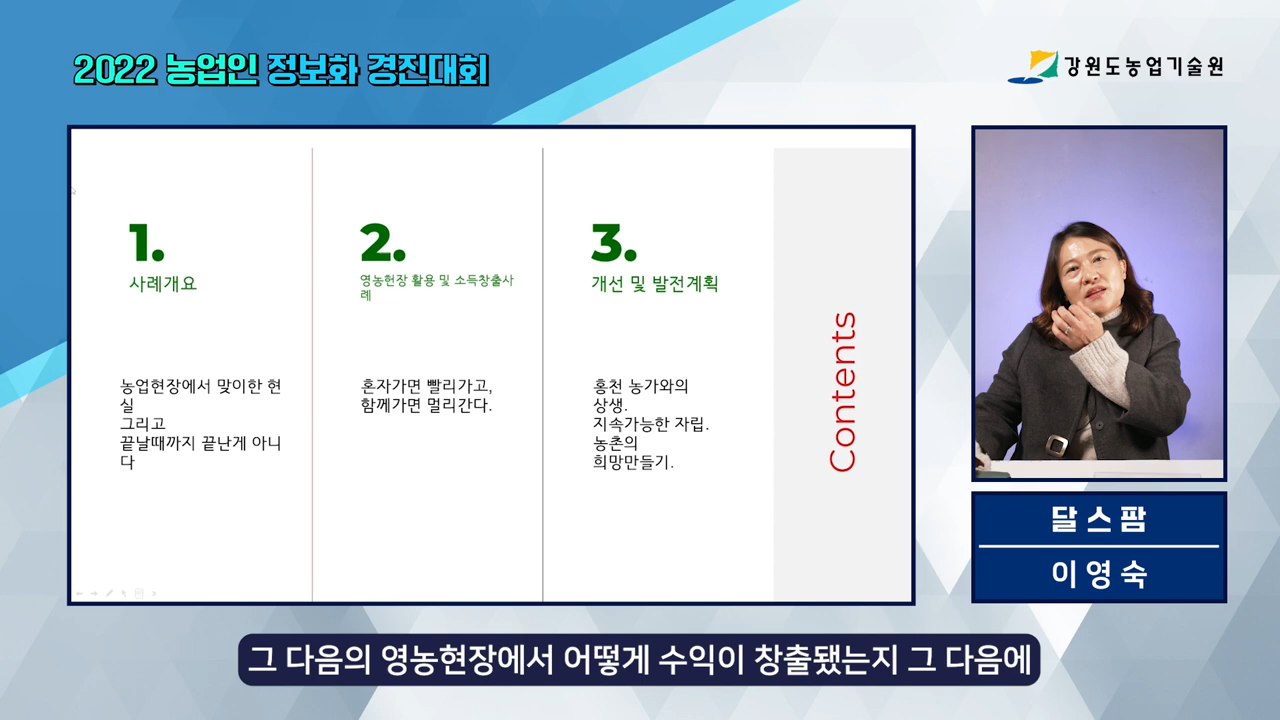 2022 농업인 정보화 경진대회
강원도농업기술원
1.
사례개요
농업현장에서 맞이한 현
실
그리고
끝날때까지 끝난게 아니
다
2.
영농헌장 활용 및 소득창출사
례
혼자가면 빨리가고,
함께가면 멀리간다.
3.
개선 및 발전계획
홍천 농가와의
상생.
지속가능한 자립.
농촌의
희망만들기.
Contents
달스팜
이영숙
그 다음의 영농현장에서 어떻게 수익이 창출됐는지 그 다음에